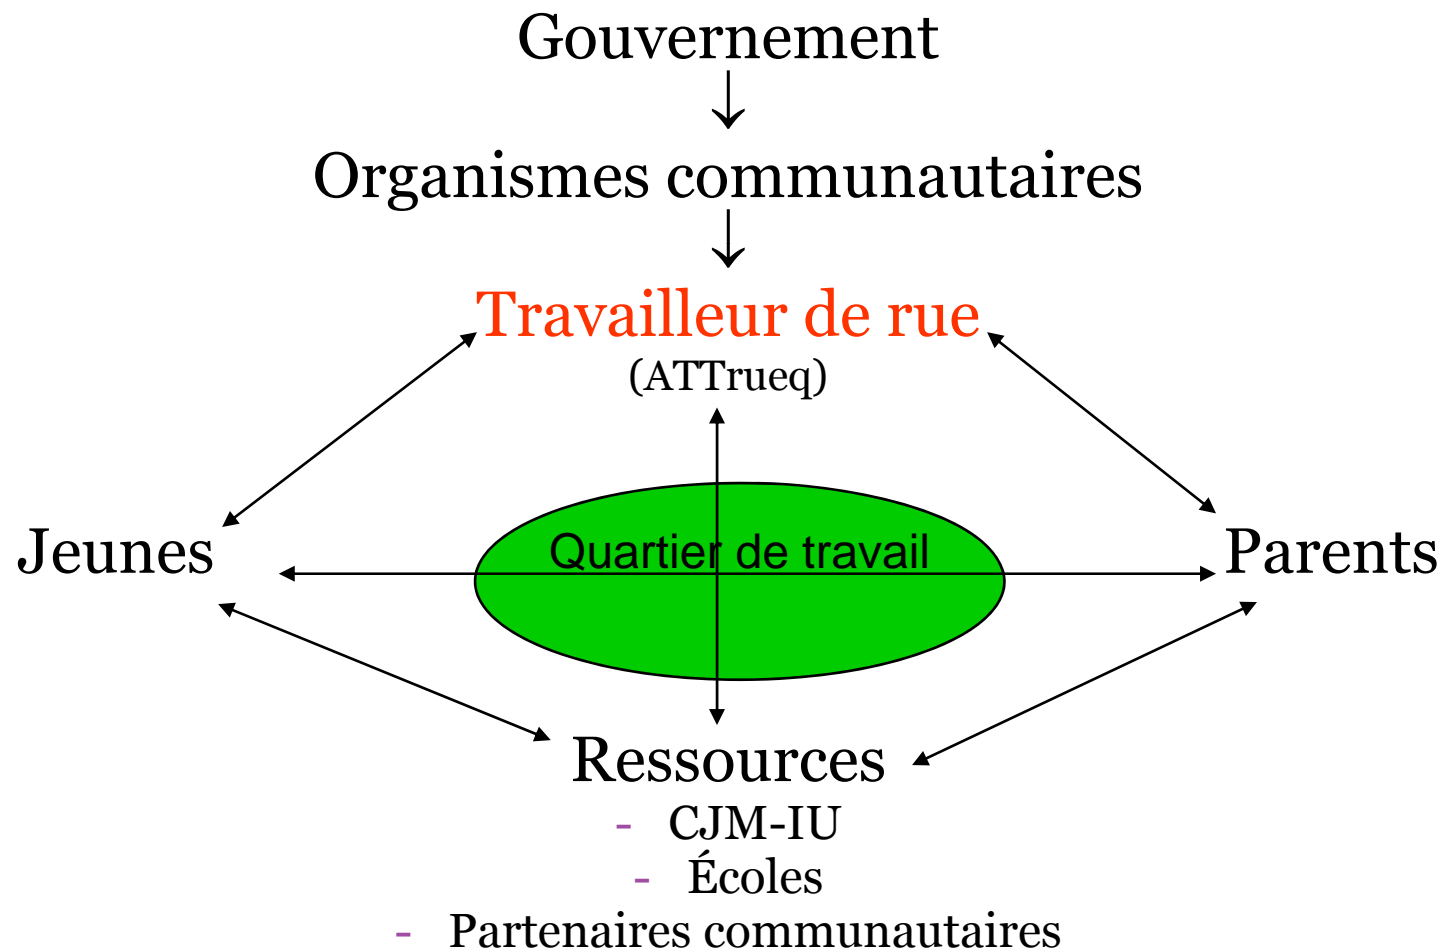 Gouvernement
Organismes communautaires
Travailleur de rue
(ATTrueq)
Quartier de travail
Jeunes
Parents
Ressources
- CJM-IU
- Écoles
- Partenaires communautaires